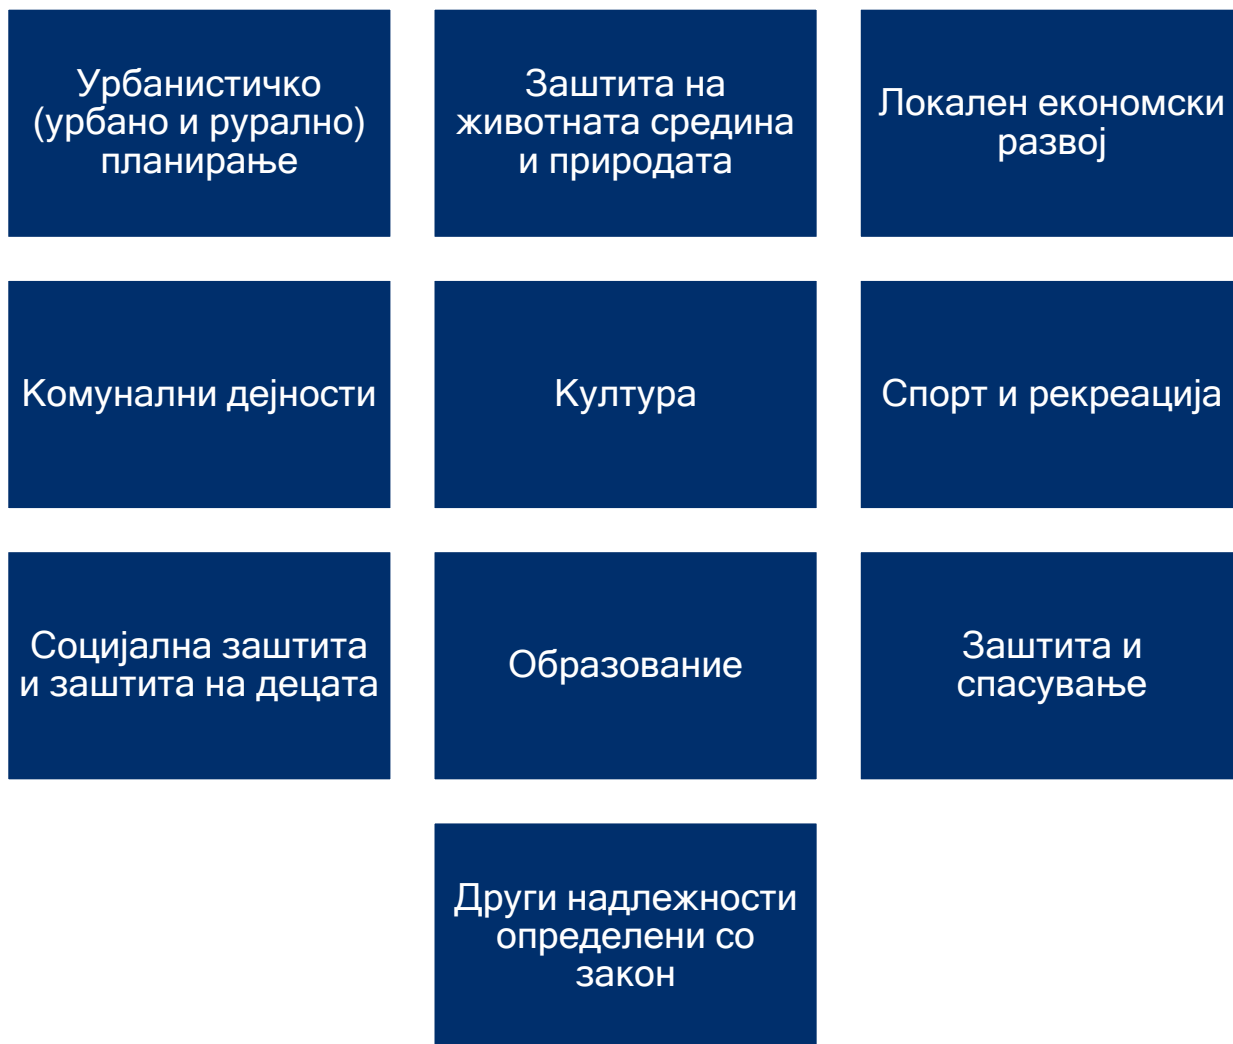 Урбанистичко
(урбано и рурално)
планирање
Заштита на
животната средина
и природата
Локален економски
развој
Комунални дејности
Култура
Спорт и рекреација
Социјална заштита
и заштита на децата
Образование
Заштита и
спасување
Други надлежности
определени со
закон